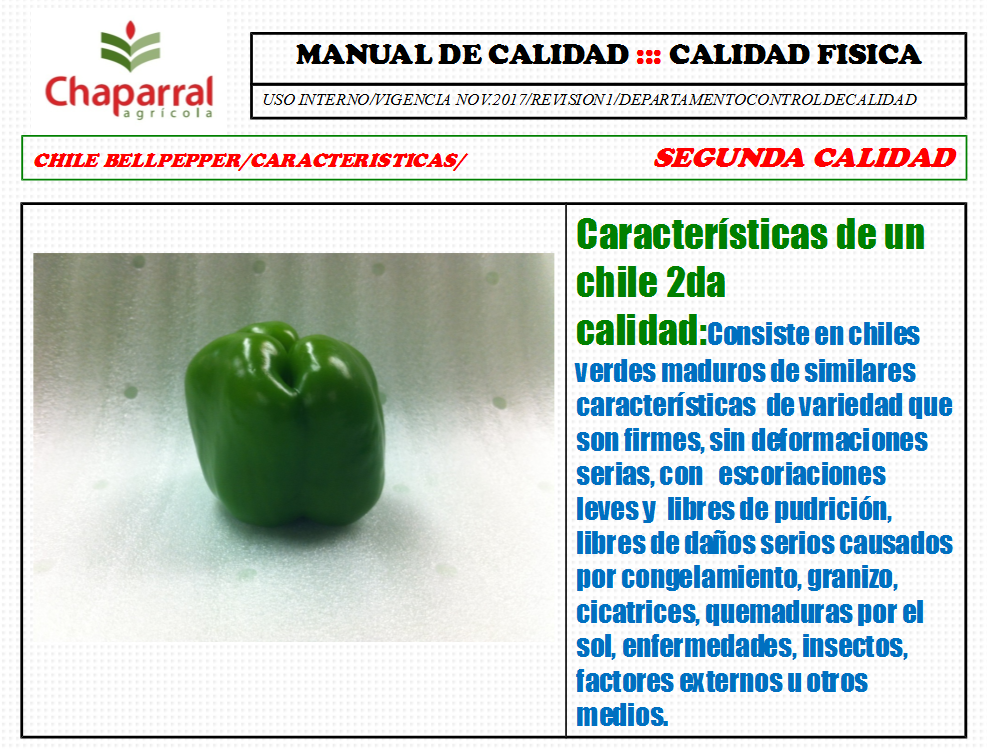 Chaparral
agrícola
MANUAL DE CALIDAD ::: CALIDAD FISICA
USO INTERNO/VIGENCIA NOV.2017/REVISION1/DEPARTAMENTOCONTROLDECALIDAD
CHILE BELLPEPPER/CARACTERISTICAS/
SEGUNDA CALIDAD
Características de un
chile 2da
calidad:Consiste en chiles
verdes maduros de similares
características de variedad que
son firmes, sin deformaciones
serias, con escoriaciones
leves y libres de pudrición,
libres de daños serios causados
por congelamiento, granizo,
cicatrices, quemaduras por el
sol, enfermedades, insectos,
factores externos u otros
medios.